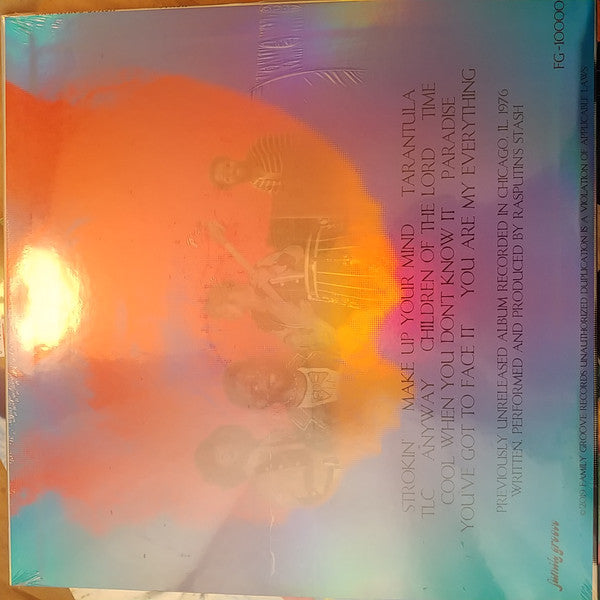 STROKIN' MAKE UP YOUR MIND TARANTULA
TLC ANYWAY CHILDREN OF THE LORD TIME
COOL WHEN YOU DON'T KNOW IT PARADISE
YOU'VE GOT TO FACE IT YOU ARE MY EVERYTHING
PREVIOUSLY UNRELEASED ALBUM RECORDED IN CHICAGO, IL, 1976
WRITTEN, PERFORMED AND PRODUCED BY RASPUTIN'S STASH
FG-10000
©2019 FAMILY GROOVE RECORDS UNAUTHORIZED DUPLICATION IS A VIOLATION OF APPLICABLE LAWS
family groove